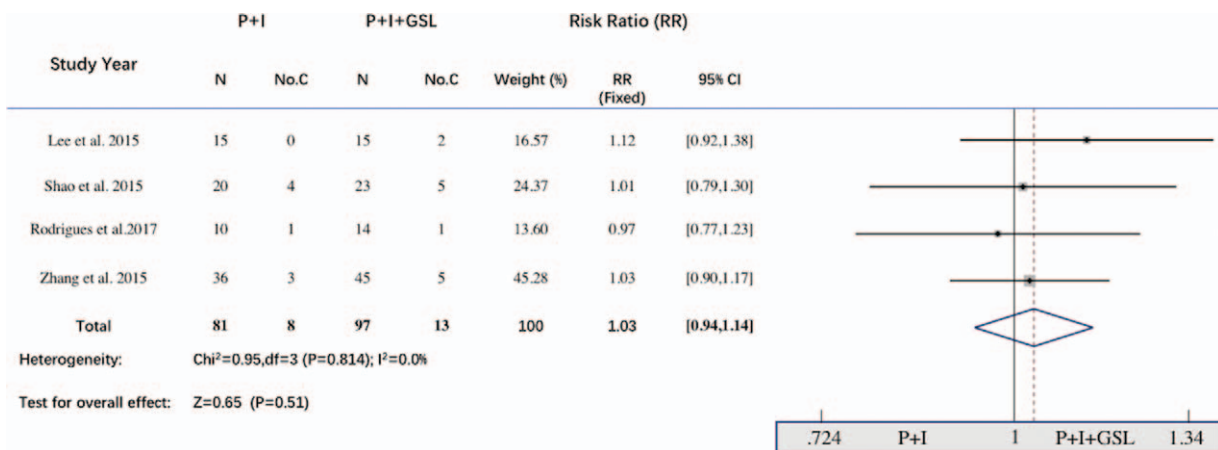 P+I P+I+GSL Risk Ratio (RR)
Study Year N No.C N No.C Weight (%) RR (Fixed) 95% CI
Lee et al. 2015 15 0 15 2 16.57 1.12 [0.92,1.38]
Shao et al. 2015 20 4 23 5 24.37 1.01 [0.79,1.30]
Rodrigues et al.2017 10 1 14 1 13.60 0.97 [0.77,1.23]
Zhang et al. 2015 36 3 45 5 45.28 1.03 [0.90,1.17]
Total 81 8 97 13 100 1.03 [0.94,1.14]
Heterogeneity: Chi²=0.95,df=3 (P=0.814); I²=0.0%
Test for overall effect: Z=0.65 (P=0.51)
.724 P+I 1 P+I+GSL 1.34